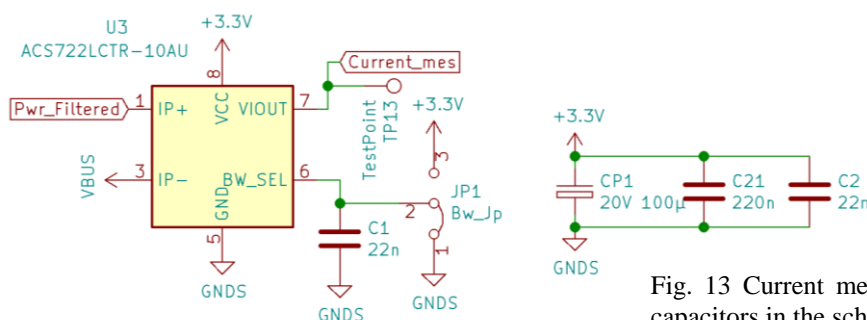 U3
ACS722LCTR-10AU
+3.3V
8
VCC
Pwr_Filtered
1
IP+
VIOUT
7
Current_mes
TestPoint
TP13
VBUS
3
IP-
BW_SEL
6
GND
5
GNDS
C1
22n
GNDS
+3.3V
3
JP1
Bw_Jp
2
1
GNDS
+3.3V
CP1
20V 100µ
C21
220n
C2
22n
GNDS
Fig. 13 Current me
capacitors in the sch